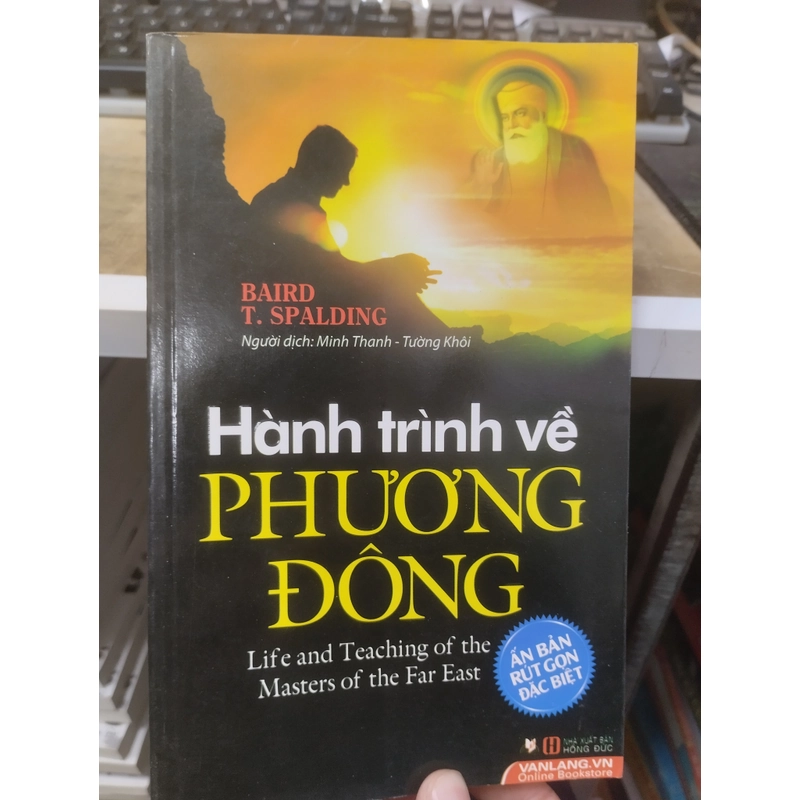 BAIRD
T. SPALDING
Người dịch: Minh Thanh - Tường Khôi
Hành trình về
PHƯƠNG
ĐÔNG
Life and Teaching of the
Masters of the Far East
ẤN BẢN
RÚT GỌN
ĐẶC BIỆT
NHÀ XUẤT BẢN
HỒNG ĐỨC
VANLANG.VN
Online Bookstore